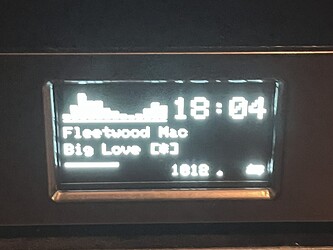 18:04
Fleetwood Mac
Big Love [*]